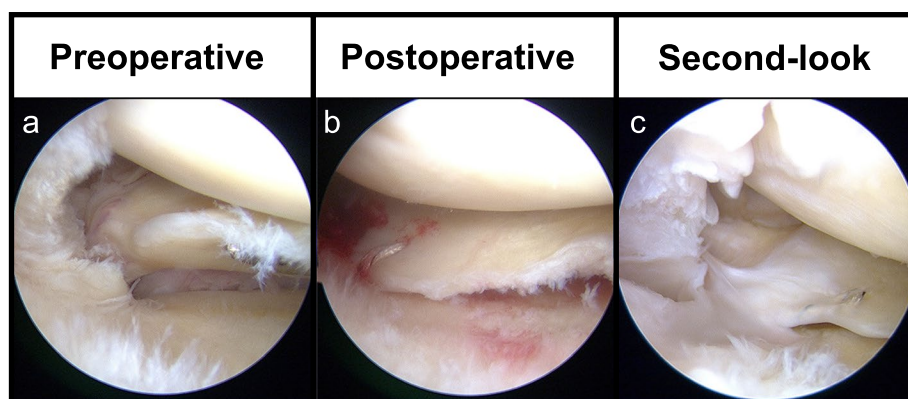 Preoperative
Postoperative
Second-look
a
b
c